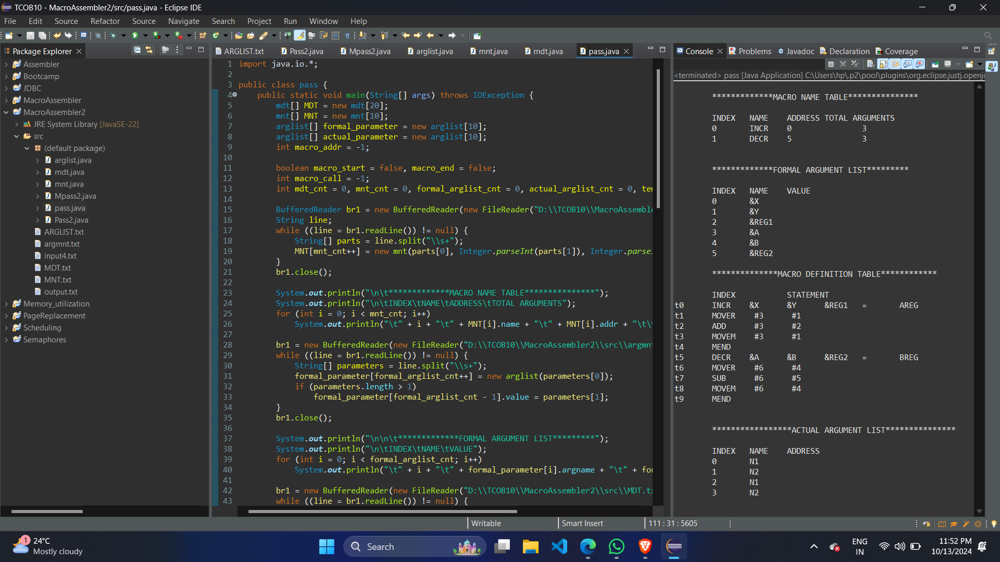 TCOB10 - MacroAssembler2/src/pass.java - Eclipse IDE
File Edit Source Refactor Source Navigate Search Project Run Window Help
Package Explorer
Assembler
Bootcamp
JDBC
MacroAssembler
MacroAssembler2
JRE System Library [JavaSE-22]
src
(default package)
arglist.java
mdt.java
mnt.java
Mpass2.java
pass.java
Pass2.java
ARGLIST.txt
argmnt.txt
input4.txt
MDT.txt
MNT.txt
output.txt
Memory_utilization
PageReplacement
Scheduling
Semaphores
ARGLIST.txt Pass2.java Mpass2.java arglist.java mnt.java mdt.java pass.java
1 import java.io.*;
2
3 public class pass {
4 public static void main(String[] args) throws IOException {
5 mdt[] MDT = new mdt[20];
6 mnt[] MNT = new mnt[10];
7 arglist[] formal_parameter = new arglist[10];
8 arglist[] actual_parameter = new arglist[10];
9 int macro_addr = -1;
10
11 boolean macro_start = false, macro_end = false;
12 int macro_call = -1;
13 int mdt_cnt = 0, mnt_cnt = 0, formal_arglist_cnt = 0, actual_arglist_cnt = 0, te
14
15 BufferedReader br1 = new BufferedReader(new FileReader("D:\\TCOB10\\MacroAssemble
16 String line;
17 while ((line = br1.readLine()) != null) {
18 String[] parts = line.split("\\s+");
19 MNT[mnt_cnt++] = new mnt(parts[0], Integer.parseInt(parts[1]), Integer.parse
20 }
21 br1.close();
22
23 System.out.println("\n\t*************MACRO NAME TABLE***************");
24 System.out.println("\n\tINDEX\tNAME\tADDRESS\tTOTAL ARGUMENTS");
25 for (int i = 0; i < mnt_cnt; i++)
26 System.out.println("\t" + i + "\t" + MNT[i].name + "\t" + MNT[i].addr + "\t\
27
28 br1 = new BufferedReader(new FileReader("D:\\TCOB10\\MacroAssembler2\\src\\argmn
29 while ((line = br1.readLine()) != null) {
30 String[] parameters = line.split("\\s+");
31 formal_parameter[formal_arglist_cnt++] = new arglist(parameters[0]);
32 if (parameters.length > 1)
33 formal_parameter[formal_arglist_cnt - 1].value = parameters[1];
34 }
35 br1.close();
36
37 System.out.println("\n\n\t*************FORMAL ARGUMENT LIST*********");
38 System.out.println("\n\tINDEX\tNAME\tVALUE");
39 for (int i = 0; i < formal_arglist_cnt; i++)
40 System.out.println("\t" + i + "\t" + formal_parameter[i].argname + "\t" + fo
41
42 br1 = new BufferedReader(new FileReader("D:\\TCOB10\\MacroAssembler2\\src\\MDT.t
43 while ((line = br1.readLine()) != null) {
Console Problems Javadoc Declaration Coverage
<terminated> pass [Java Application] C:\Users\hp\.p2\pool\plugins\org.eclipse.justj.openj
*************MACRO NAME TABLE***************
INDEX NAME ADDRESS TOTAL ARGUMENTS
0 INCR 0 3
1 DECR 5 3
*************FORMAL ARGUMENT LIST*********
INDEX NAME VALUE
0 &X
1 &Y
2 &REG1
3 &A
4 &B
5 &REG2
**************MACRO DEFINITION TABLE************
INDEX STATEMENT
t0 INCR &X &Y &REG1 = AREG
t1 MOVER #3 #1
t2 ADD #3 #2
t3 MOVEM #3 #1
t4 MEND
t5 DECR &A &B &REG2 = BREG
t6 MOVER #6 #4
t7 SUB #6 #5
t8 MOVEM #6 #4
t9 MEND
*****************ACTUAL ARGUMENT LIST***************
INDEX NAME ADDRESS
0 N1
1 N2
2 N1
3 N2
Writable Smart Insert 111 : 31 : 5605
1
24°C
Mostly cloudy
Search
ENG
IN
11:52 PM
10/13/2024